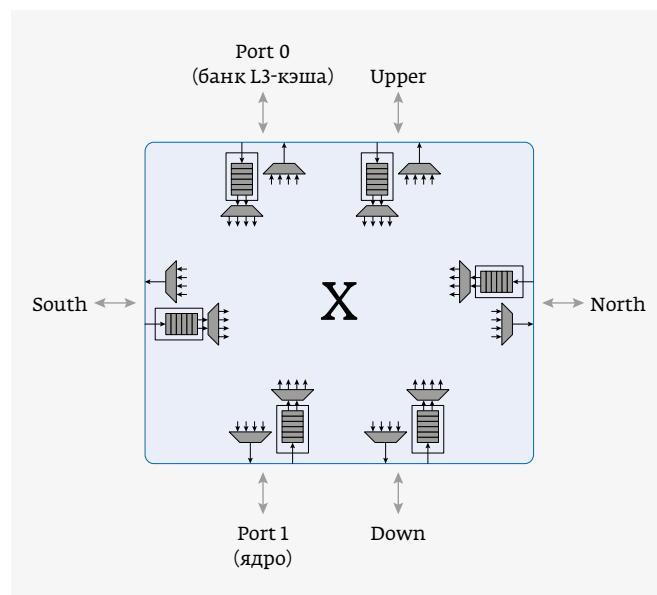 Port 0
(банк L3-кэша)
Upper
South
X
North
Port 1
(ядро)
Down